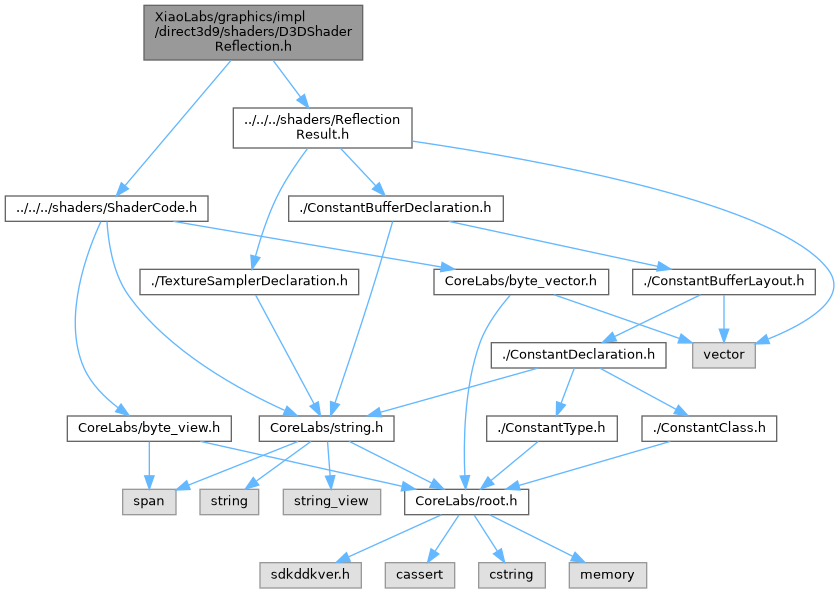 XiaoLabs/graphics/impl
/direct3d9/shaders/D3DShader
Reflection.h
../../../shaders/Reflection
Result.h
../../../shaders/ShaderCode.h
./ConstantBufferDeclaration.h
./TextureSamplerDeclaration.h
CoreLabs/byte_vector.h
./ConstantBufferLayout.h
./ConstantDeclaration.h
vector
CoreLabs/byte_view.h
CoreLabs/string.h
./ConstantType.h
./ConstantClass.h
span
string
string_view
CoreLabs/root.h
sdkddkver.h
cassert
cstring
memory